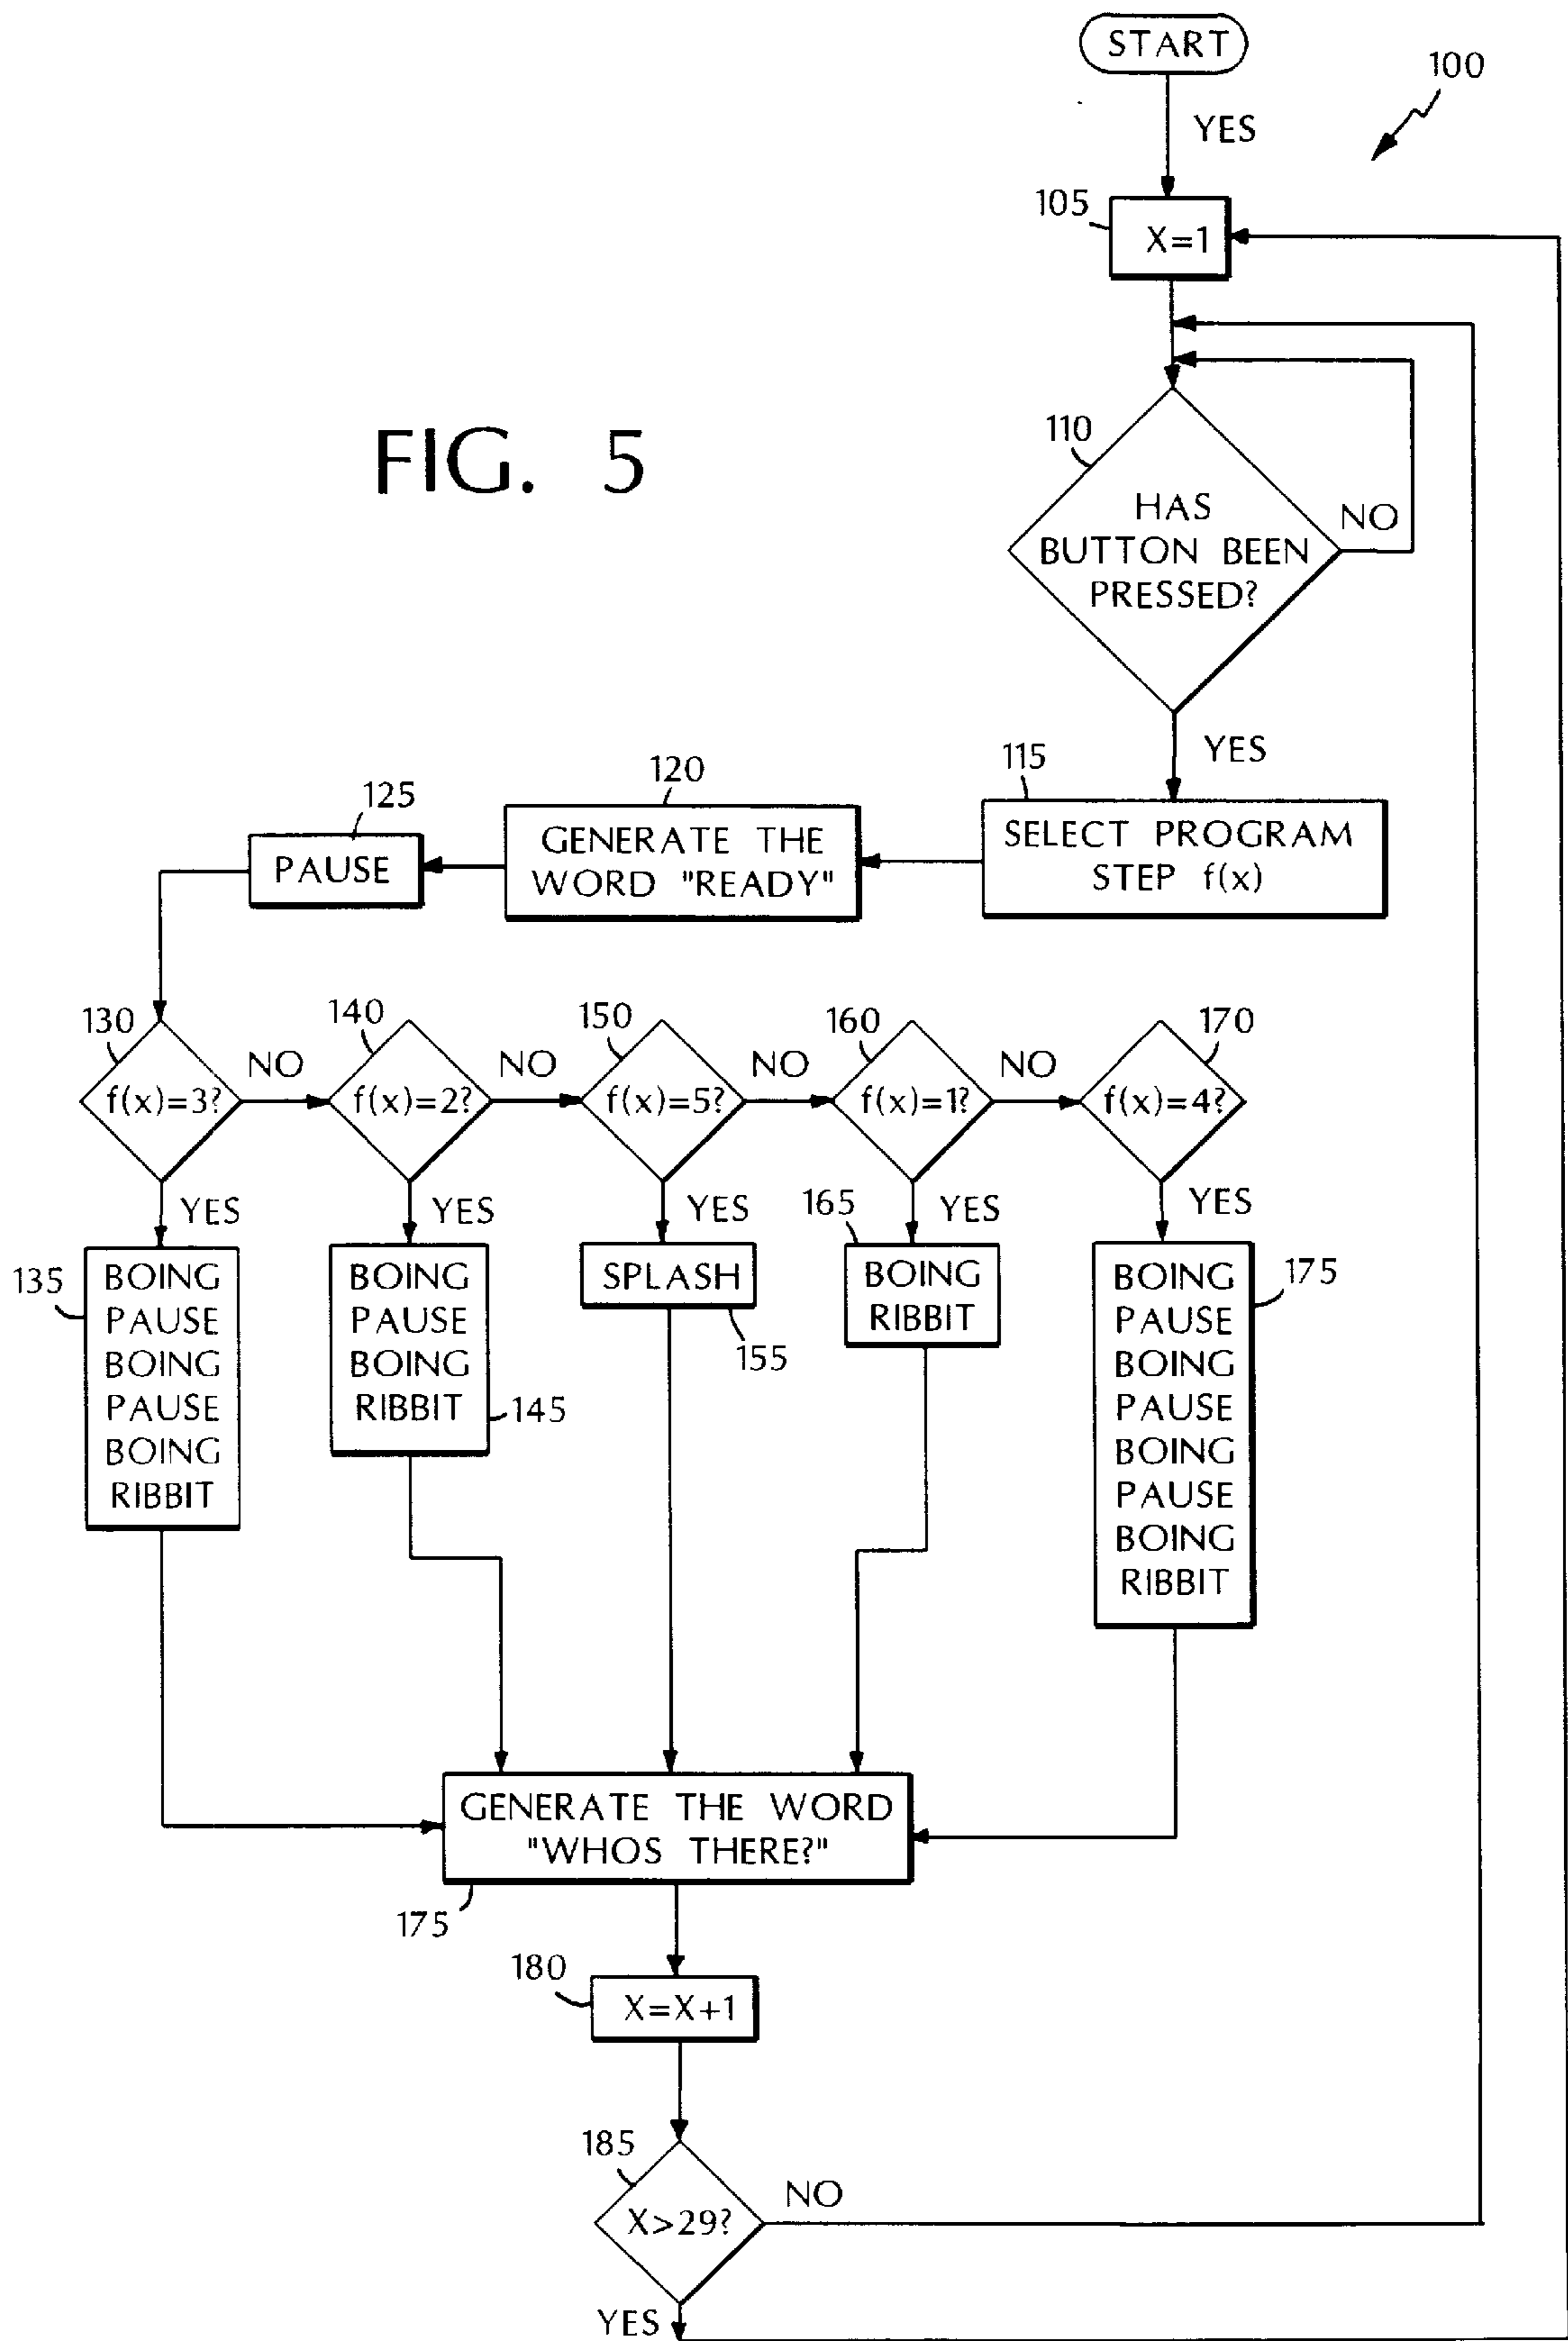 START
100
YES
105
X=1
FIG. 5
110
HAS
BUTTON BEEN
PRESSED?
NO
YES
115
SELECT PROGRAM
STEP f(x)
120
GENERATE THE
WORD "READY"
125
PAUSE
130
f(x)=3?
NO
140
f(x)=2?
NO
150
f(x)=5?
NO
160
f(x)=1?
NO
170
f(x)=4?
YES
135
BOING
PAUSE
BOING
PAUSE
BOING
RIBBIT
YES
BOING
PAUSE
BOING
RIBBIT
145
YES
SPLASH
155
165
YES
BOING
RIBBIT
YES
BOING
PAUSE
BOING
PAUSE
BOING
PAUSE
BOING
RIBBIT
175
GENERATE THE WORD
"WHOS THERE?"
175
180
X=X+1
185
X>29?
NO
YES